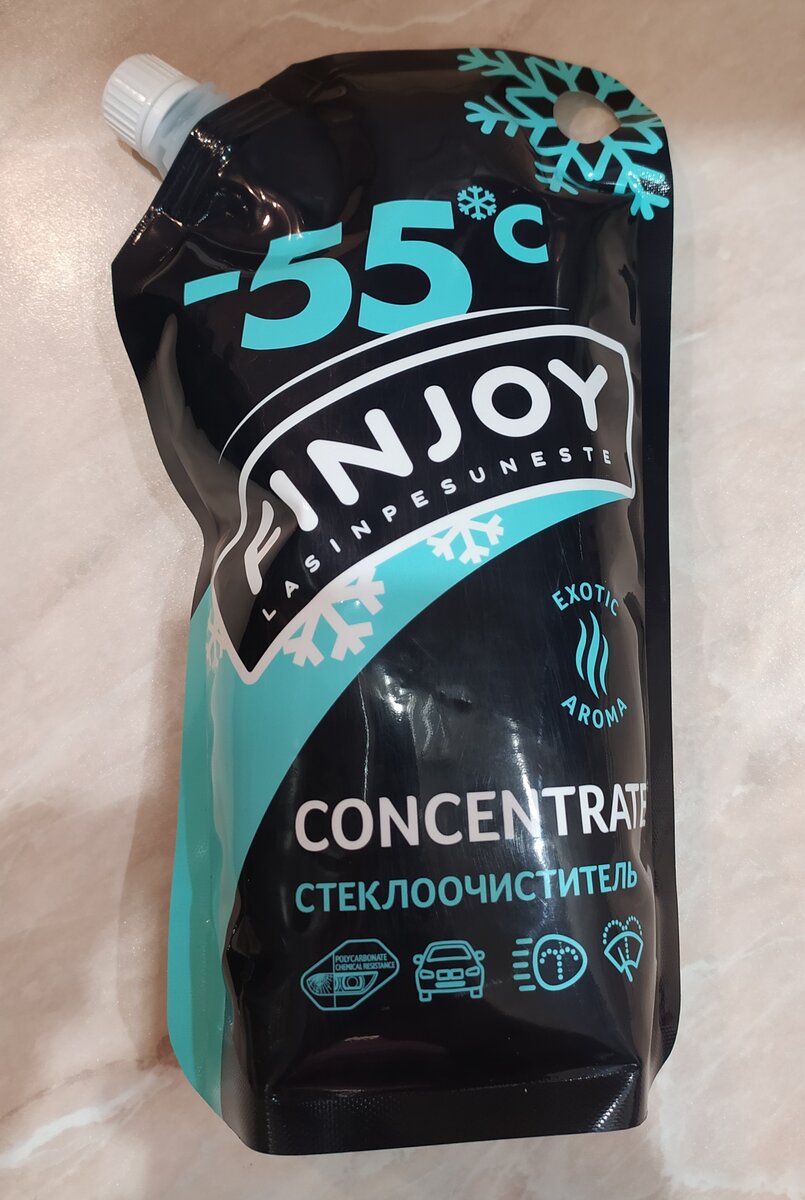 -55°C
FINJOY
LASINPESUNESTE
EXOTIC
AROMA
CONCENTRATE
СТЕКЛООЧИСТИТЕЛЬ
POLYCARBONATE
CHEMICAL RESISTANCE